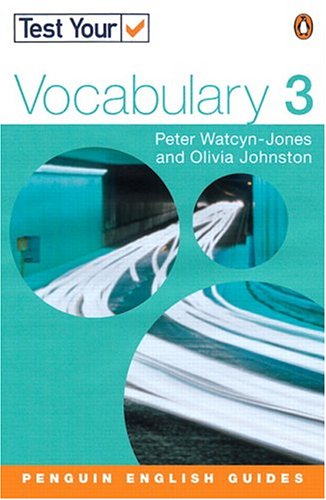 Test Your
Vocabulary 3
Peter Watcyn-Jones
and Olivia Johnston
PENGUIN ENGLISH GUIDES